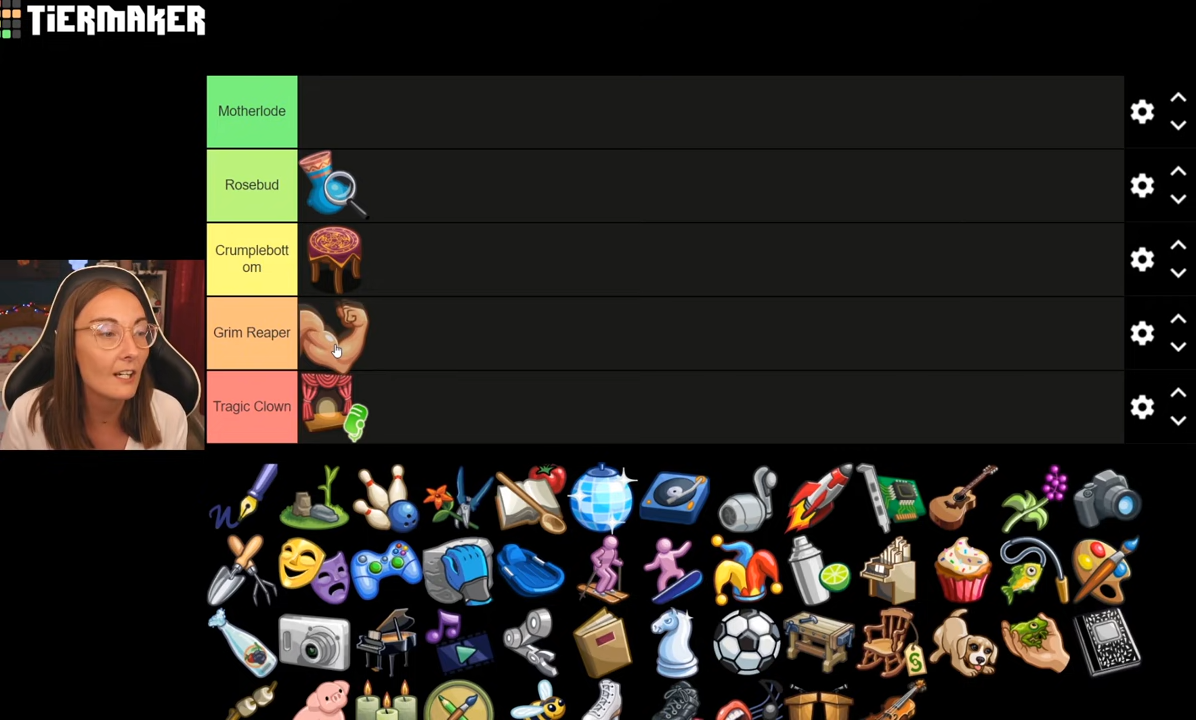 TiERMAKER
Motherlode
Rosebud
Crumplebott
om
Grim Reaper
Tragic Clown